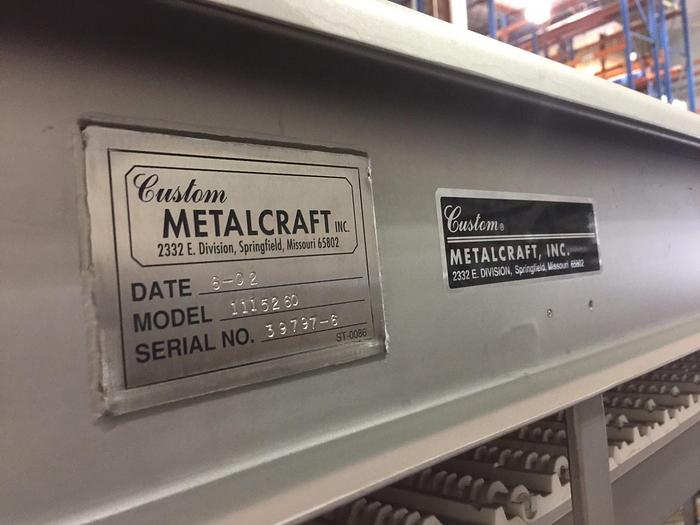 Custom
METALCRAFT INC.
2332 E. Division, Springfield, Missouri 65802
DATE 6-02
MODEL 1115260
SERIAL NO. 39797-6
ST-0086
Custom®
METALCRAFT, INC.
2332 E. DIVISION, Springfield, Missouri 65802